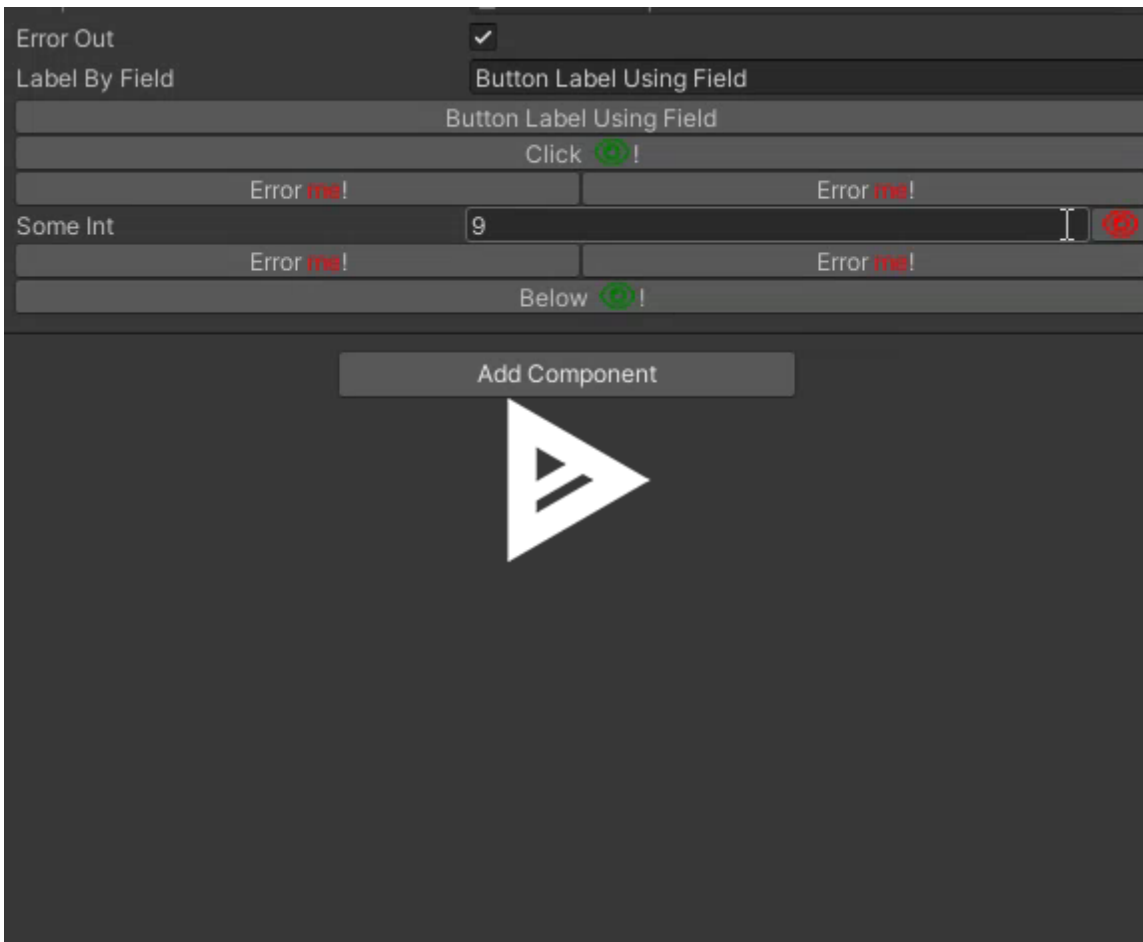 Error Out
Label By Field Button Label Using Field
Button Label Using Field
Click !
Error me! Error me!
Some Int 9
Error me! Error me!
Below !
Add Component